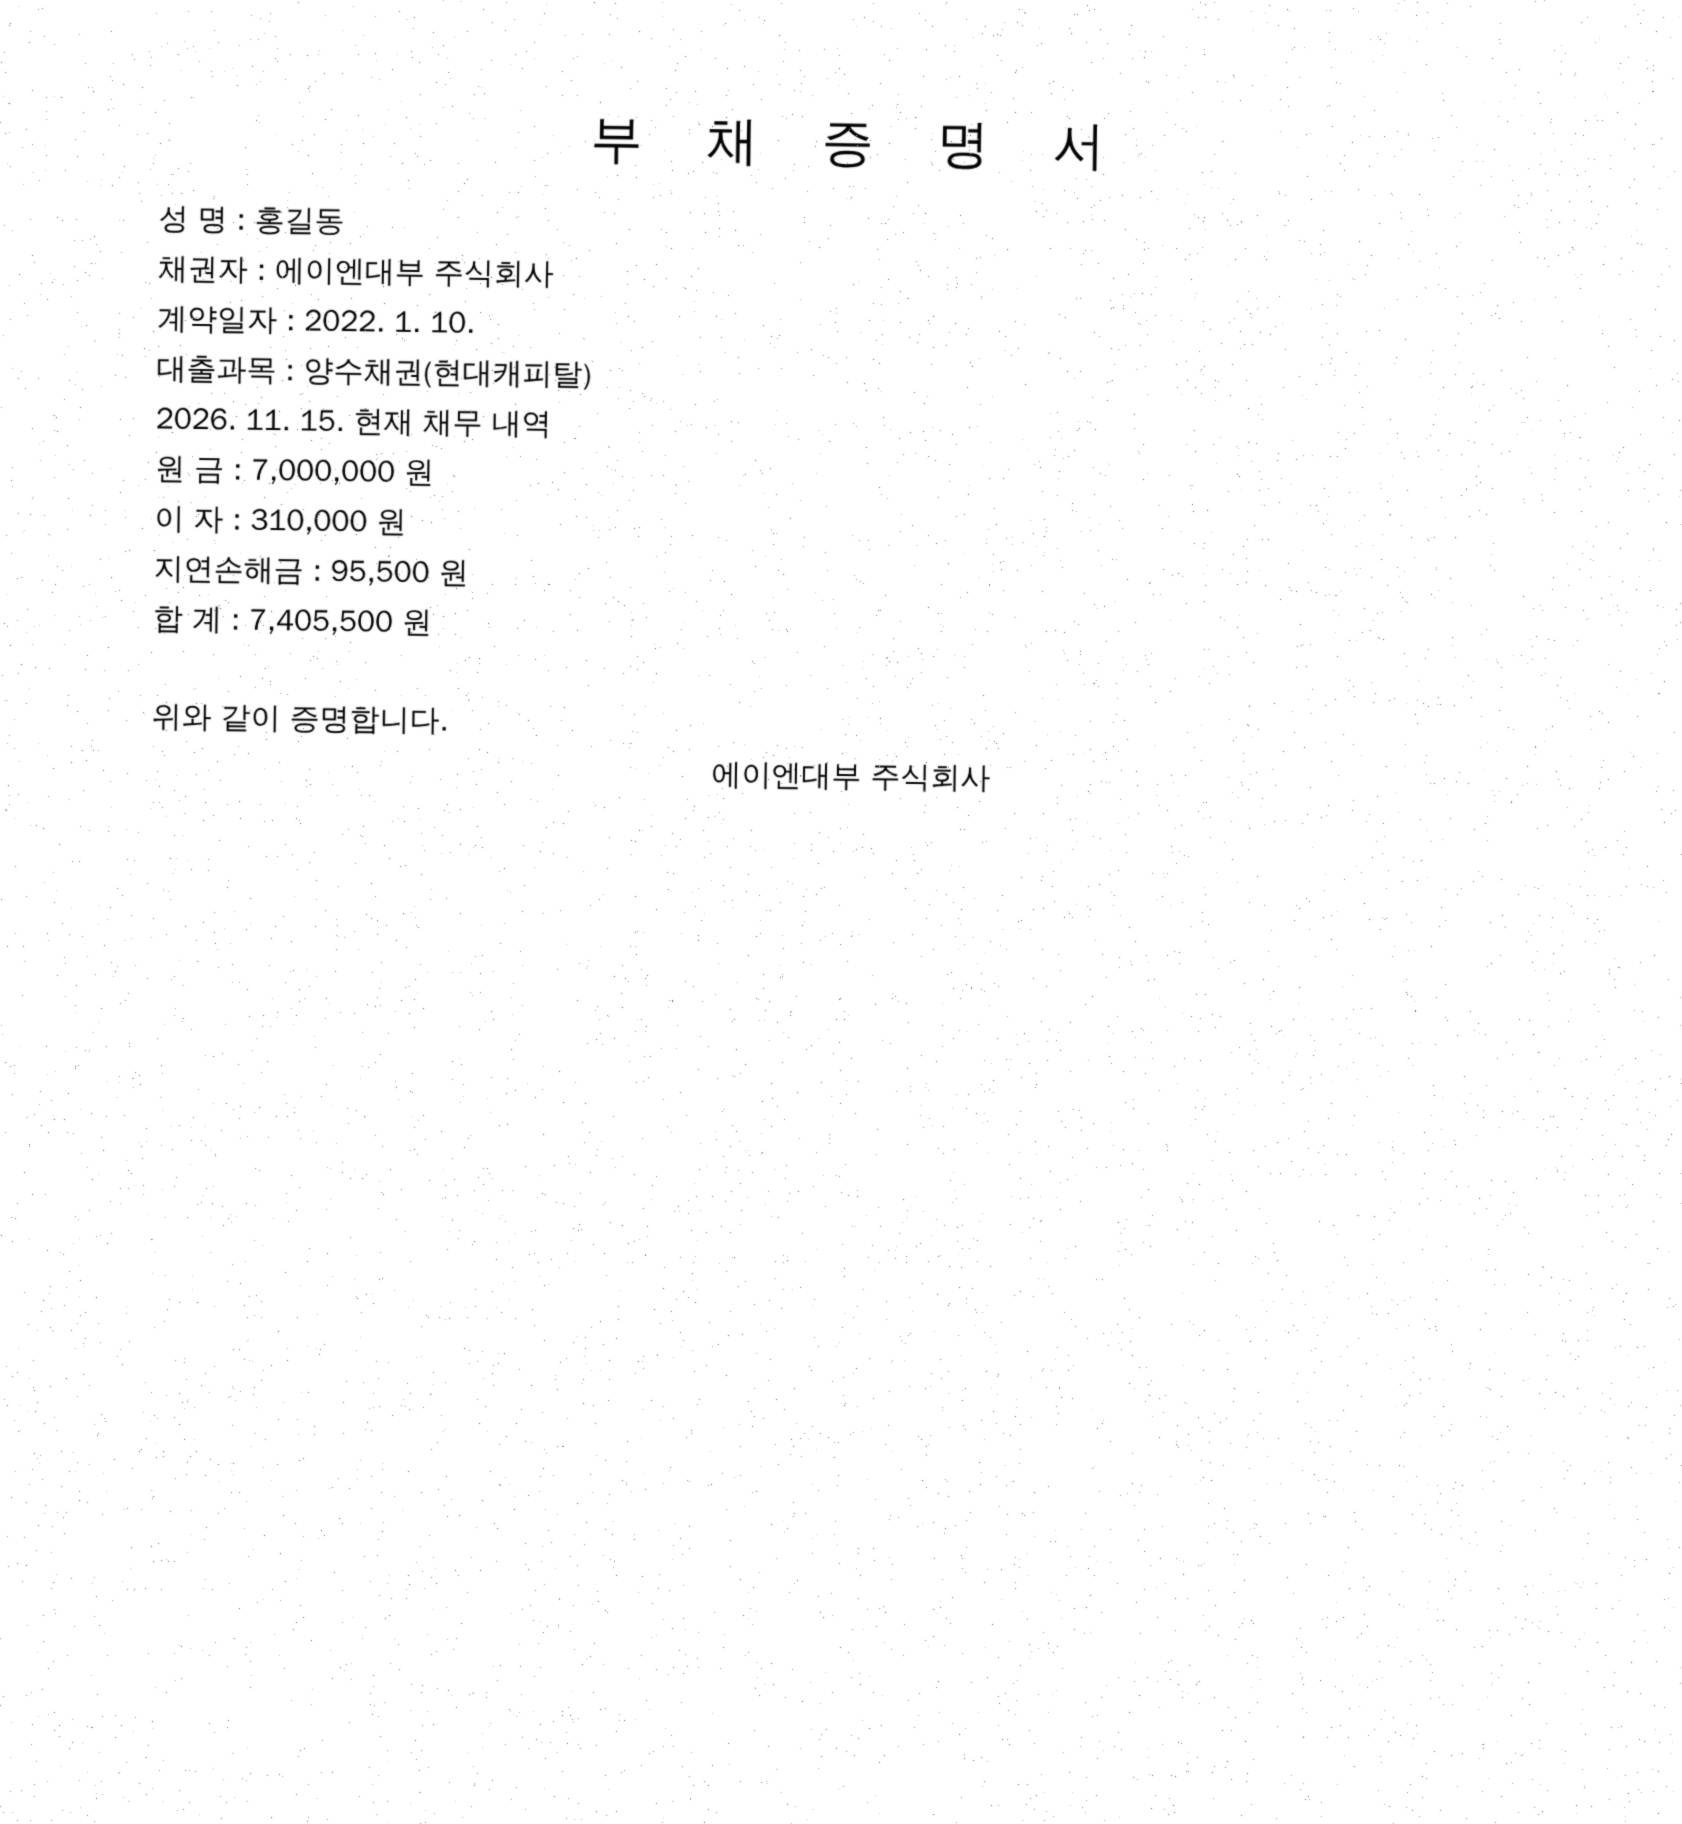 부 채 증 명 서
성 명 : 홍길동
채권자 : 에이엔대부 주식회사
계약일자 : 2022. 1. 10.
대출과목 : 양수채권(현대캐피탈)
2026. 11. 15. 현재 채무 내역
원 금 : 7,000,000 원
이 자 : 310,000 원
지연손해금 : 95,500 원
합 계 : 7,405,500 원
위와 같이 증명합니다.
에이엔대부 주식회사